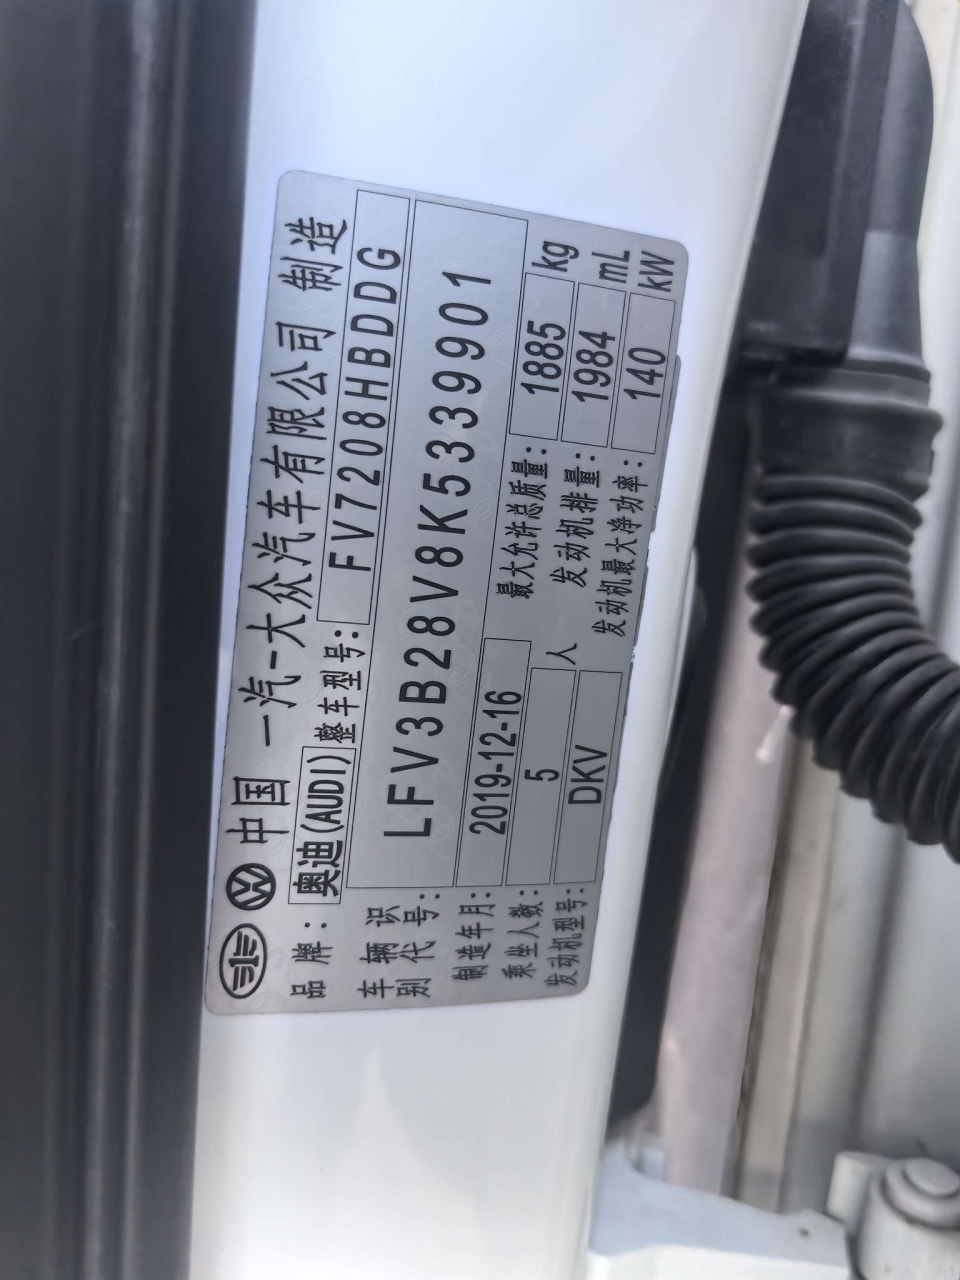 中国 一汽-大众汽车有限公司 制造
品牌: 奥迪(AUDI) 整车型号: FV7208HBDDG
车辆识别代号: LFV3B28V8K5339901
制造年月: 2019-12-16 最大允许总质量: 1885 kg
乘坐人数: 5 人 发动机排量: 1984 mL
发动机型号: DKV 发动机最大净功率: 140 kW